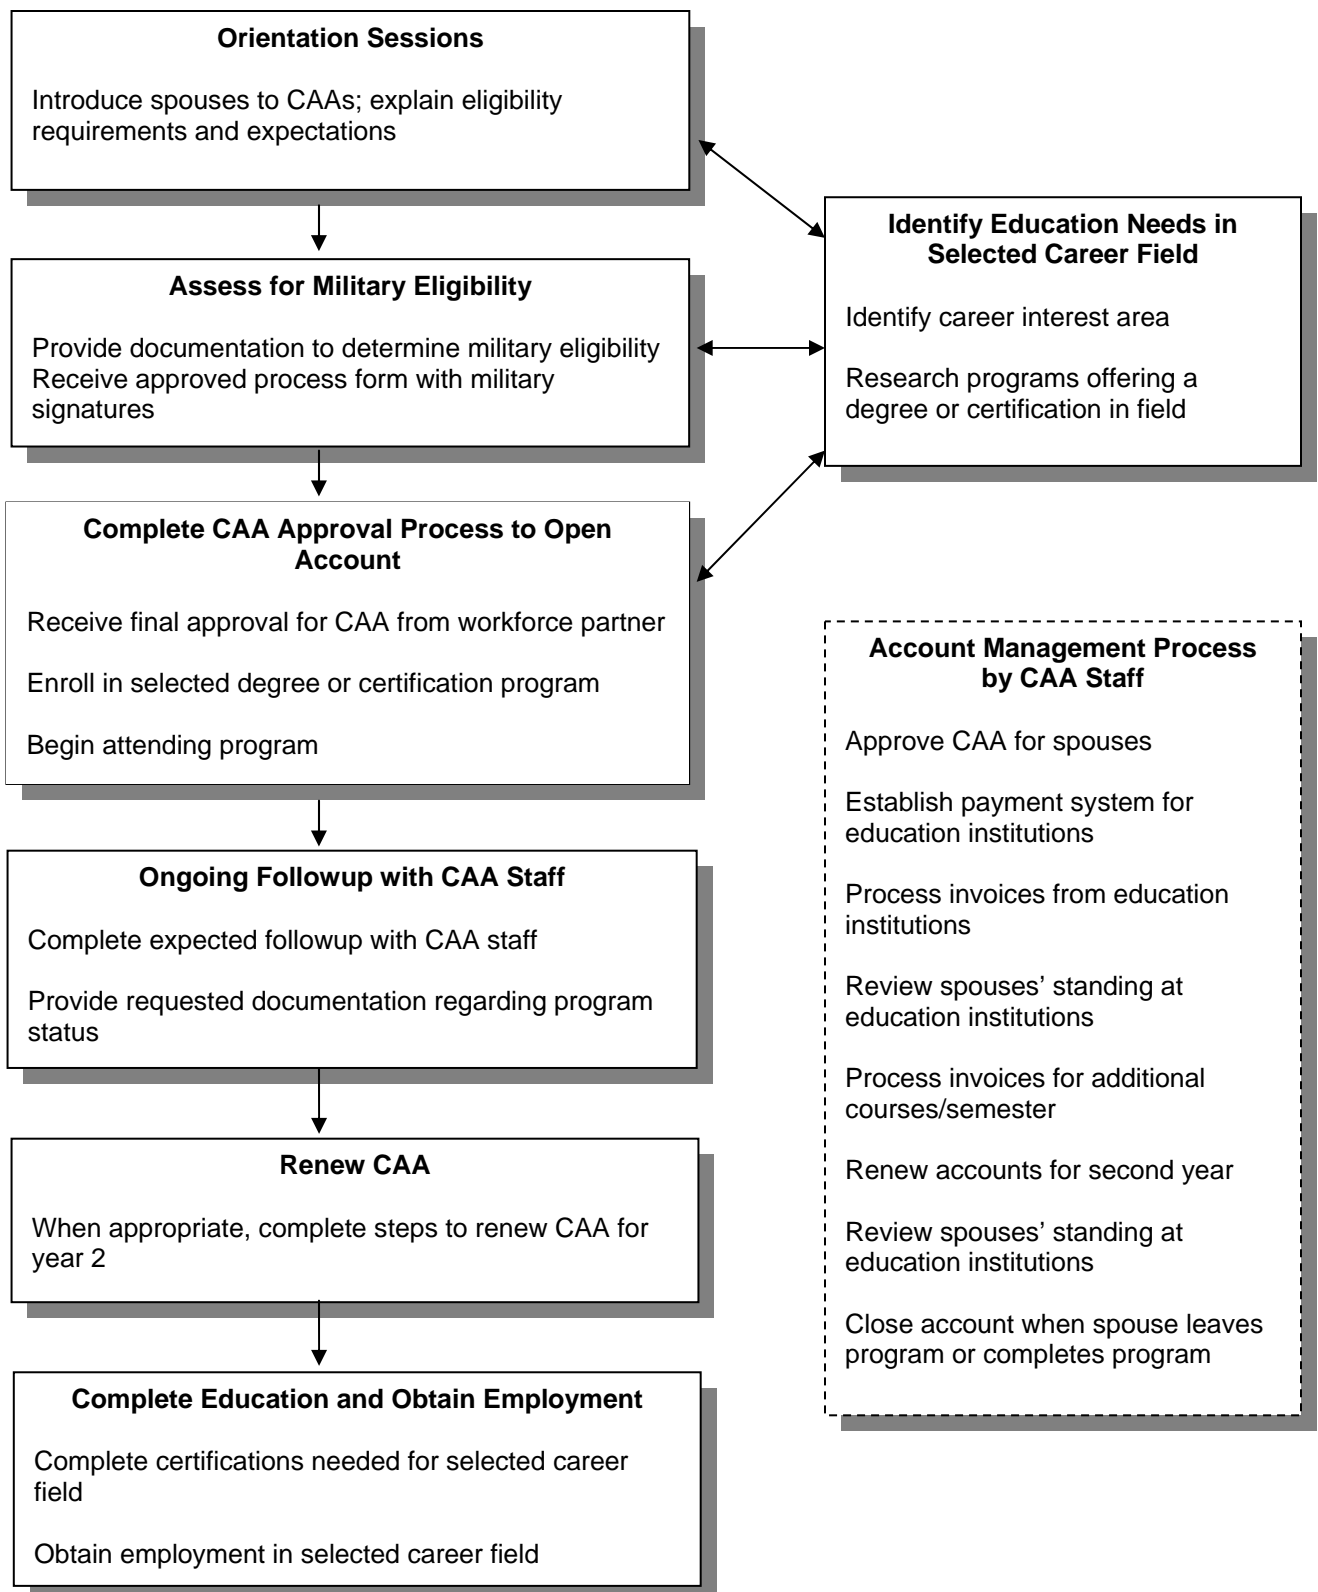 Orientation Sessions
Introduce spouses to CAAs; explain eligibility
requirements and expectations
Identify Education Needs in
Selected Career Field
Identify career interest area
Research programs offering a
degree or certification in field
Assess for Military Eligibility
Provide documentation to determine military eligibility
Receive approved process form with military
signatures
Complete CAA Approval Process to Open
Account
Receive final approval for CAA from workforce partner
Enroll in selected degree or certification program
Begin attending program
Ongoing Followup with CAA Staff
Complete expected followup with CAA staff
Provide requested documentation regarding program
status
Renew CAA
When appropriate, complete steps to renew CAA for
year 2
Complete Education and Obtain Employment
Complete certifications needed for selected career
field
Obtain employment in selected career field
Account Management Process
by CAA Staff
Approve CAA for spouses
Establish payment system for
education institutions
Process invoices from education
institutions
Review spouses’ standing at
education institutions
Process invoices for additional
courses/semester
Renew accounts for second year
Review spouses’ standing at
education institutions
Close account when spouse leaves
program or completes program